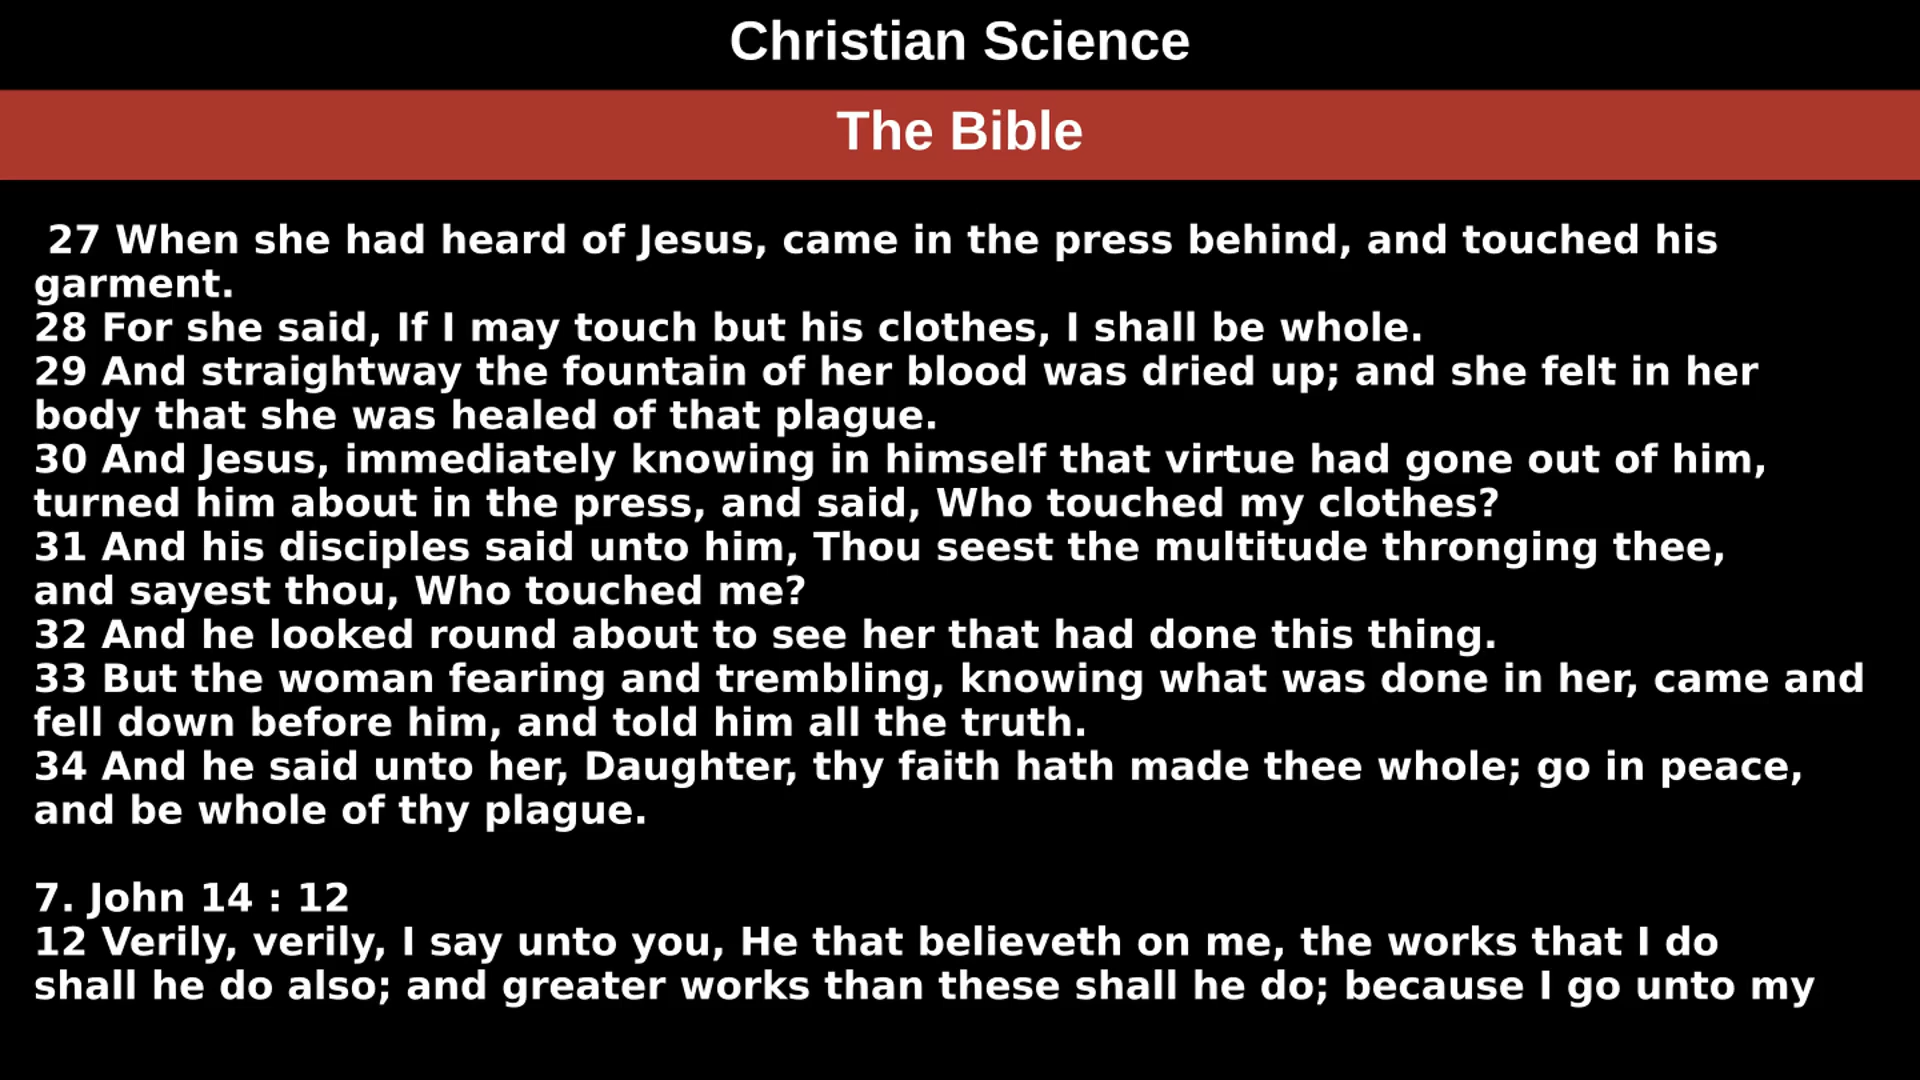 Christian Science
The Bible
27 When she had heard of Jesus, came in the press behind, and touched his
garment.
28 For she said, If I may touch but his clothes, I shall be whole.
29 And straightway the fountain of her blood was dried up; and she felt in her
body that she was healed of that plague.
30 And Jesus, immediately knowing in himself that virtue had gone out of him,
turned him about in the press, and said, Who touched my clothes?
31 And his disciples said unto him, Thou seest the multitude thronging thee,
and sayest thou, Who touched me?
32 And he looked round about to see her that had done this thing.
33 But the woman fearing and trembling, knowing what was done in her, came and
fell down before him, and told him all the truth.
34 And he said unto her, Daughter, thy faith hath made thee whole; go in peace,
and be whole of thy plague.
7. John 14 : 12
12 Verily, verily, I say unto you, He that believeth on me, the works that I do
shall he do also; and greater works than these shall he do; because I go unto my